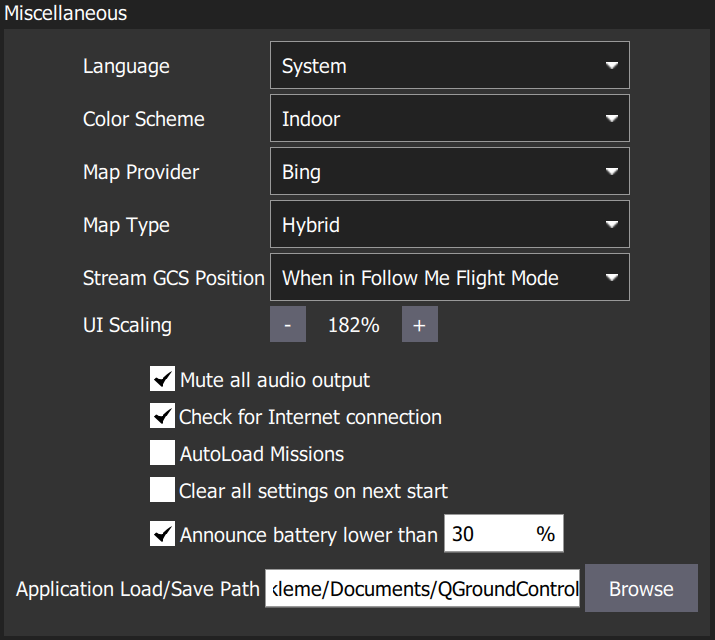 Miscellaneous
Language System
Color Scheme Indoor
Map Provider Bing
Map Type Hybrid
Stream GCS Position When in Follow Me Flight Mode
UI Scaling - 182% +
Mute all audio output
Check for Internet connection
AutoLoad Missions
Clear all settings on next start
Announce battery lower than 30 %
Application Load/Save Path kleme/Documents/QGroundControl Browse